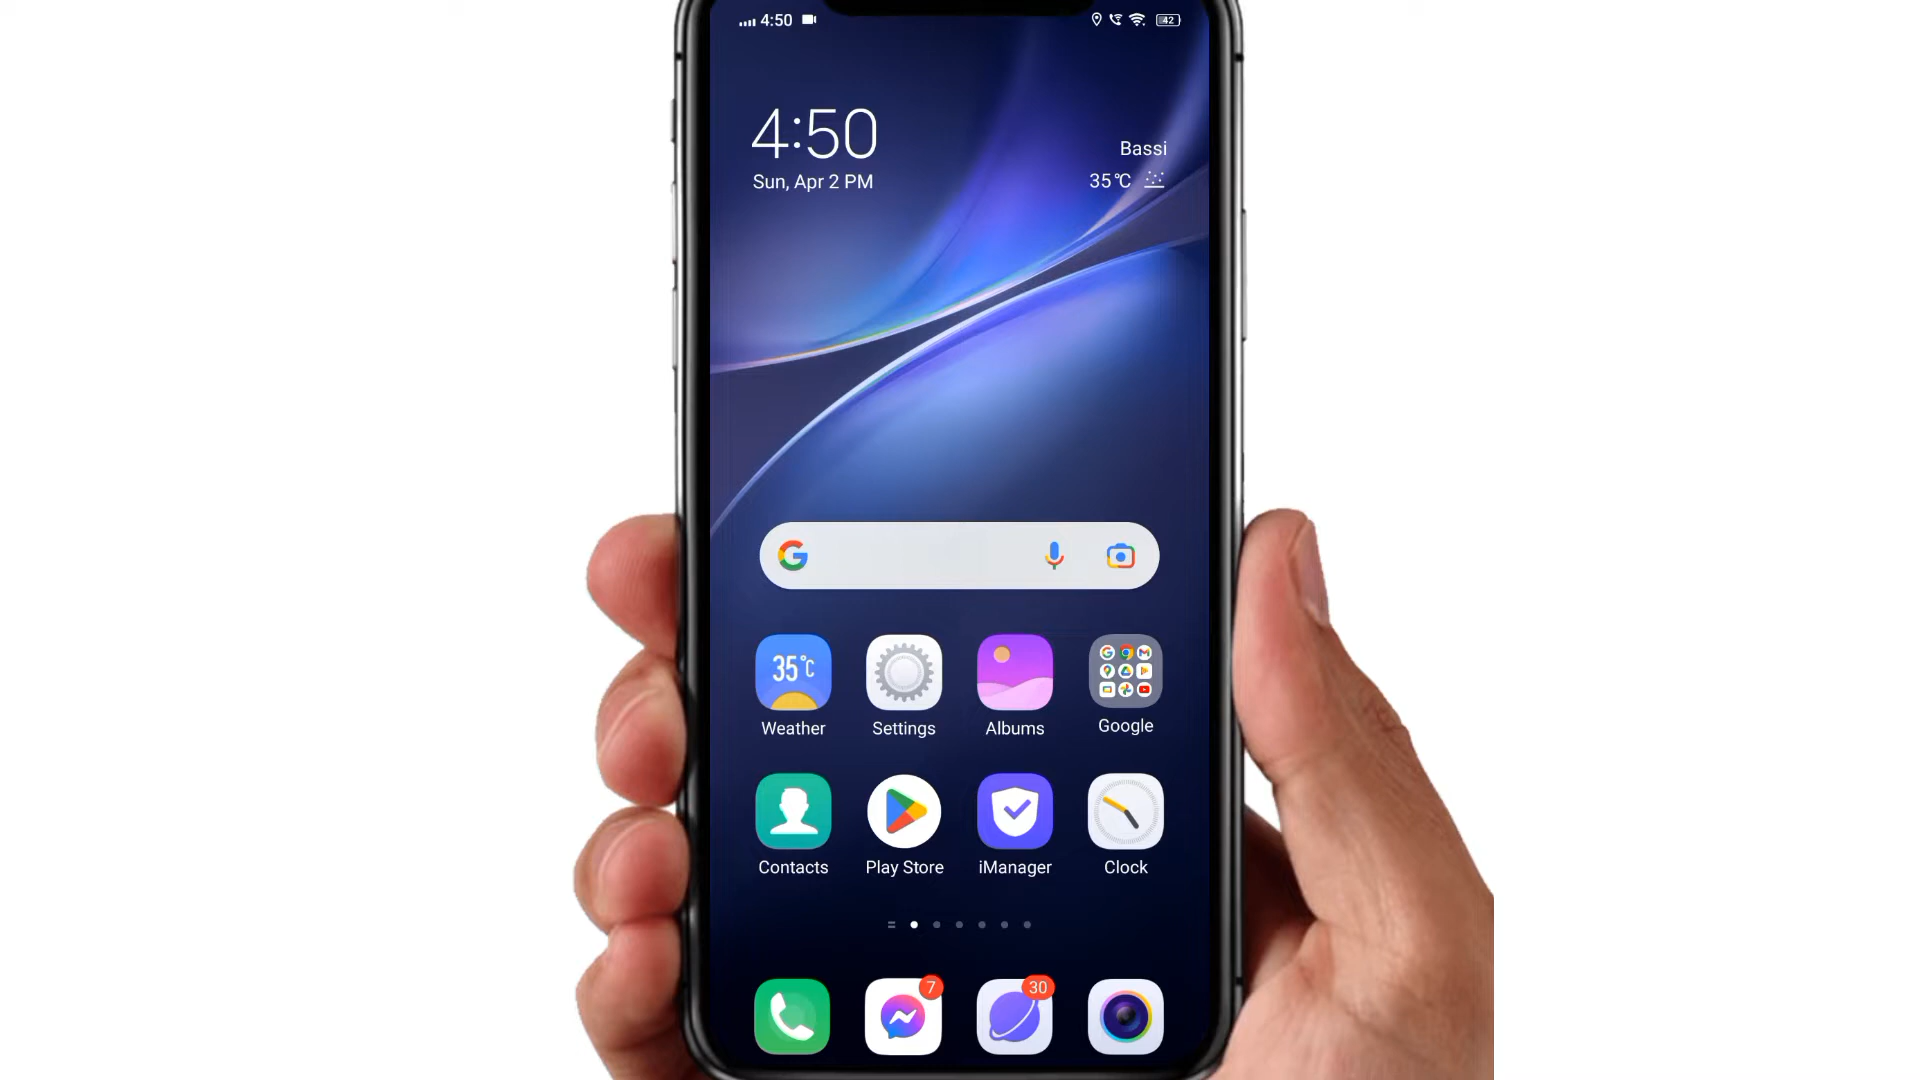 4:50
42
4:50
Sun, Apr 2 PM
Bassi
35°C
35°C
Weather
Settings
Albums
Google
Contacts
Play Store
iManager
Clock
7
30